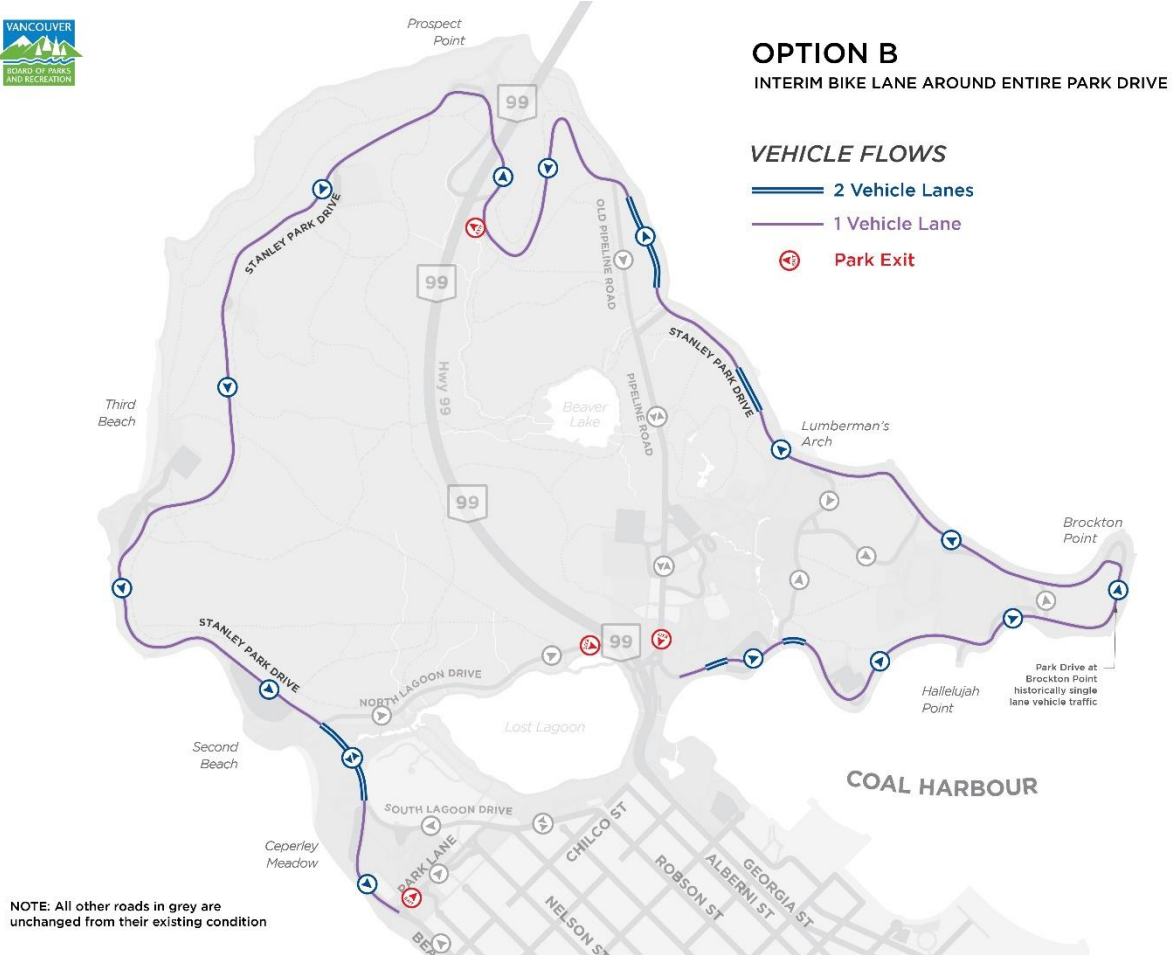 VANCOUVER
BOARD OF PARKS
AND RECREATION
Prospect
Point
OPTION B
INTERIM BIKE LANE AROUND ENTIRE PARK DRIVE
VEHICLE FLOWS
2 Vehicle Lanes
1 Vehicle Lane
EXIT
Park Exit
99
EXIT
99
OLD PIPELINE ROAD
STANLEY PARK DRIVE
STANLEY PARK DRIVE
Hwy 99
PIPELINE ROAD
Third
Beach
Beaver
Lake
Lumberman's
Arch
99
Brockton
Point
STANLEY PARK DRIVE
EXIT
99
EXIT
NORTH LAGOON DRIVE
Park Drive at
Brockton Point
historically single
lane vehicle traffic
Hallelujah
Point
Lost Lagoon
Second
Beach
COAL HARBOUR
SOUTH LAGOON DRIVE
CHILCO ST
Ceperley
Meadow
PARK LANE
ROBSON ST
ALBERNI ST
GEORGIA ST
EXIT
NELSON ST
NOTE: All other roads in grey are
unchanged from their existing condition